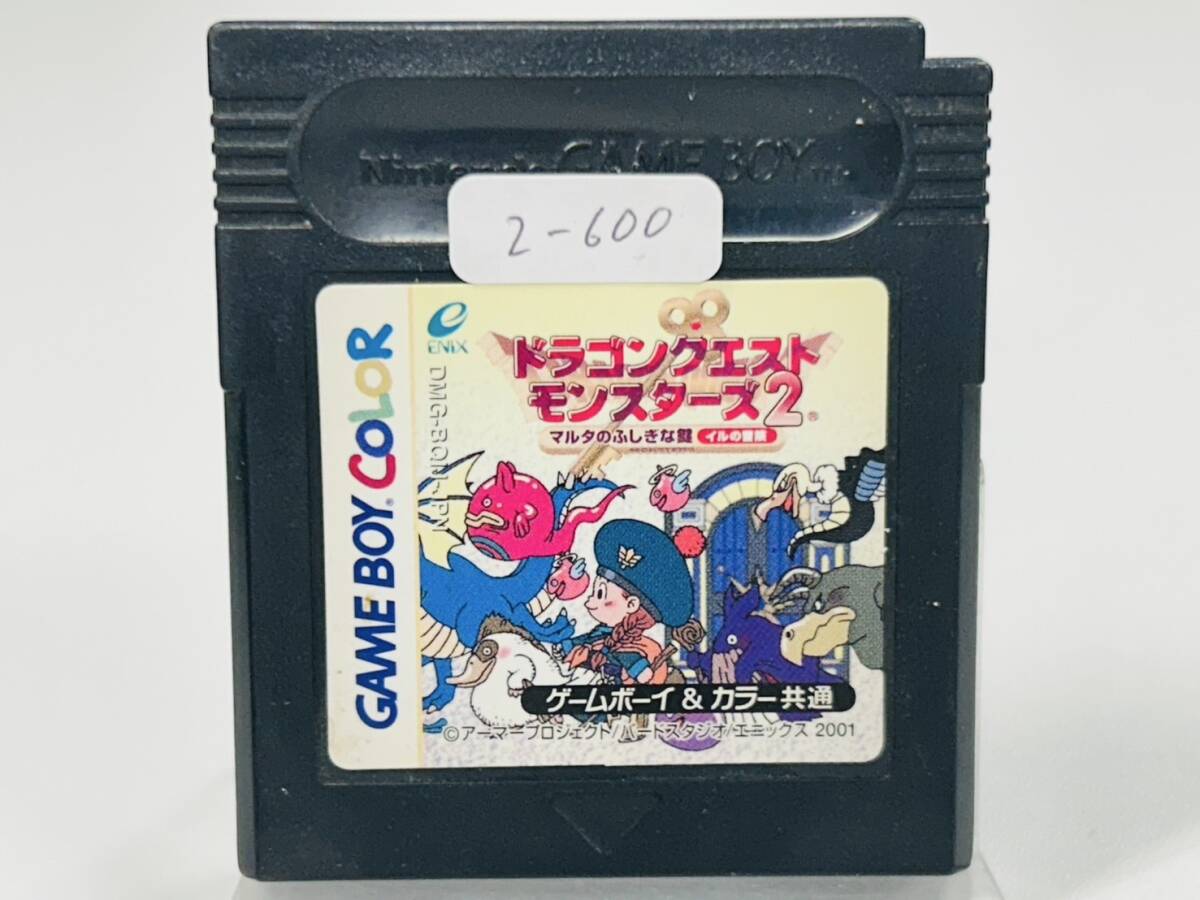 Nintendo GAME BOY TM
2-600
GAME BOY COLOR
ENIX
ドラゴンクエスト
モンスターズ2
マルタのふしぎな鍵 イルの冒険
ゲームボーイ & カラー共通
©アーマープロジェクト/バードスタジオ/エニックス 2001